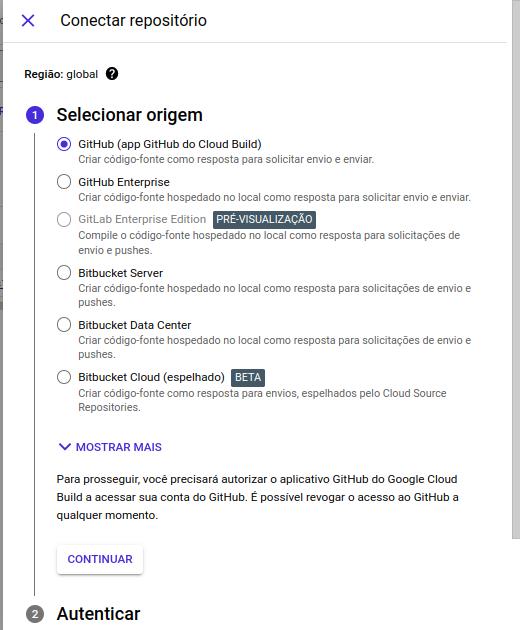 Conectar repositório
Região: global ?
1 Selecionar origem
GitHub (app GitHub do Cloud Build)
Criar código-fonte como resposta para solicitar envio e enviar.
GitHub Enterprise
Criar código-fonte hospedado no local como resposta para solicitar envio e enviar.
GitLab Enterprise Edition PRÉ-VISUALIZAÇÃO
Compile o código-fonte hospedado no local como resposta para solicitações de
envio e pushes.
Bitbucket Server
Criar código-fonte hospedado no local como resposta para solicitações de envio e
pushes.
Bitbucket Data Center
Criar código-fonte hospedado no local como resposta para solicitações de envio e
pushes.
Bitbucket Cloud (espelhado) BETA
Criar código-fonte como resposta para envios, espelhados pelo Cloud Source
Repositories.
MOSTRAR MAIS
Para prosseguir, você precisará autorizar o aplicativo GitHub do Google Cloud
Build a acessar sua conta do GitHub. É possível revogar o acesso ao GitHub a
qualquer momento.
CONTINUAR
2 Autenticar